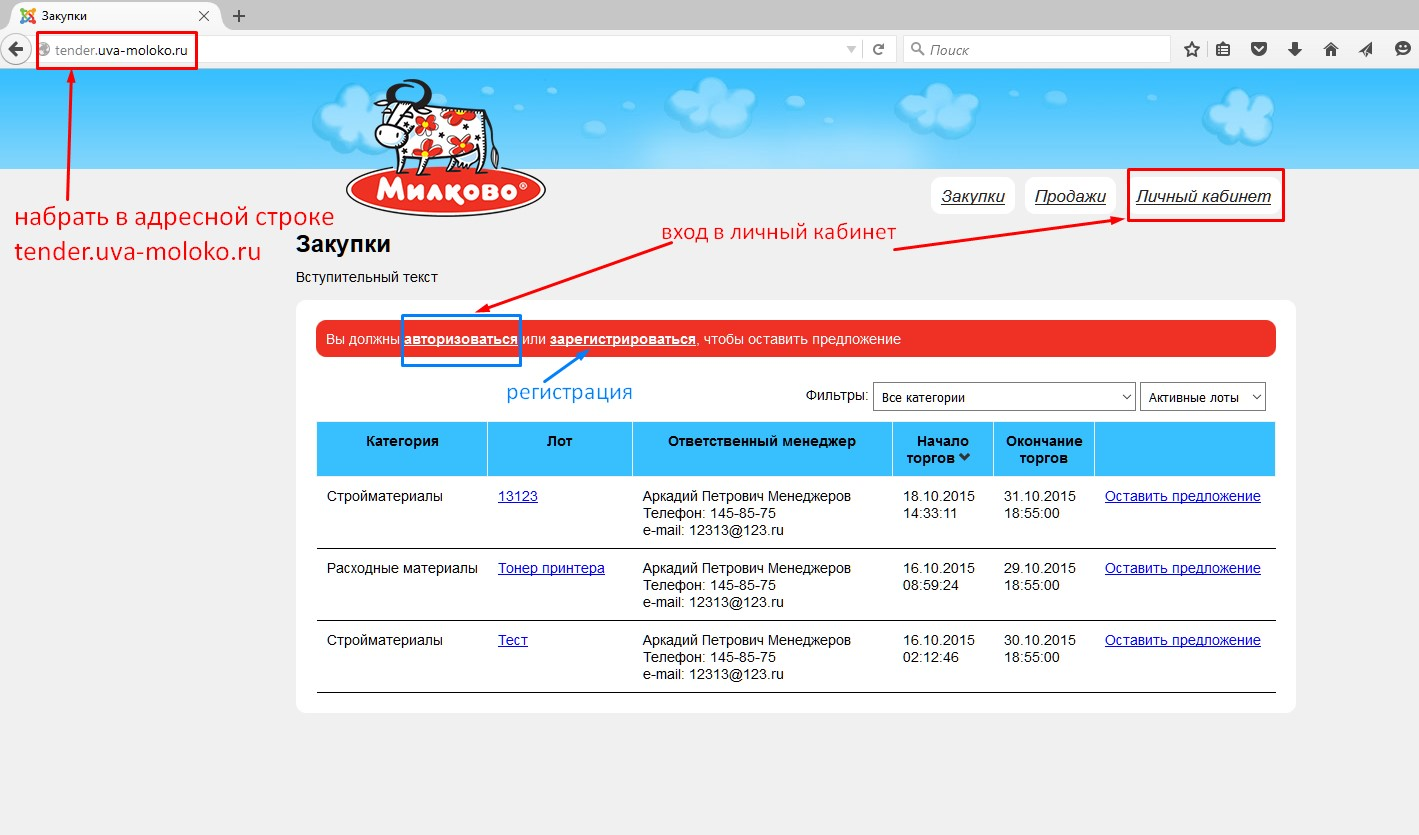 Закупки
tender.uva-moloko.ru
Поиск
Милково®
Закупки
Продажи
Личный кабинет
набрать в адресной строке
tender.uva-moloko.ru
вход в личный кабинет
Закупки
Вступительный текст
Вы должны авторизоваться или зарегистрироваться, чтобы оставить предложение
регистрация
Фильтры:
Все категории
Активные лоты
Категория
Лот
Ответственный менеджер
Начало
торгов
Окончание
торгов
Стройматериалы
13123
Аркадий Петрович Менеджеров
Телефон: 145-85-75
e-mail: 12313@123.ru
18.10.2015
14:33:11
31.10.2015
18:55:00
Оставить предложение
Расходные материалы
Тонер принтера
Аркадий Петрович Менеджеров
Телефон: 145-85-75
e-mail: 12313@123.ru
16.10.2015
08:59:24
29.10.2015
18:55:00
Оставить предложение
Стройматериалы
Тест
Аркадий Петрович Менеджеров
Телефон: 145-85-75
e-mail: 12313@123.ru
16.10.2015
02:12:46
30.10.2015
18:55:00
Оставить предложение